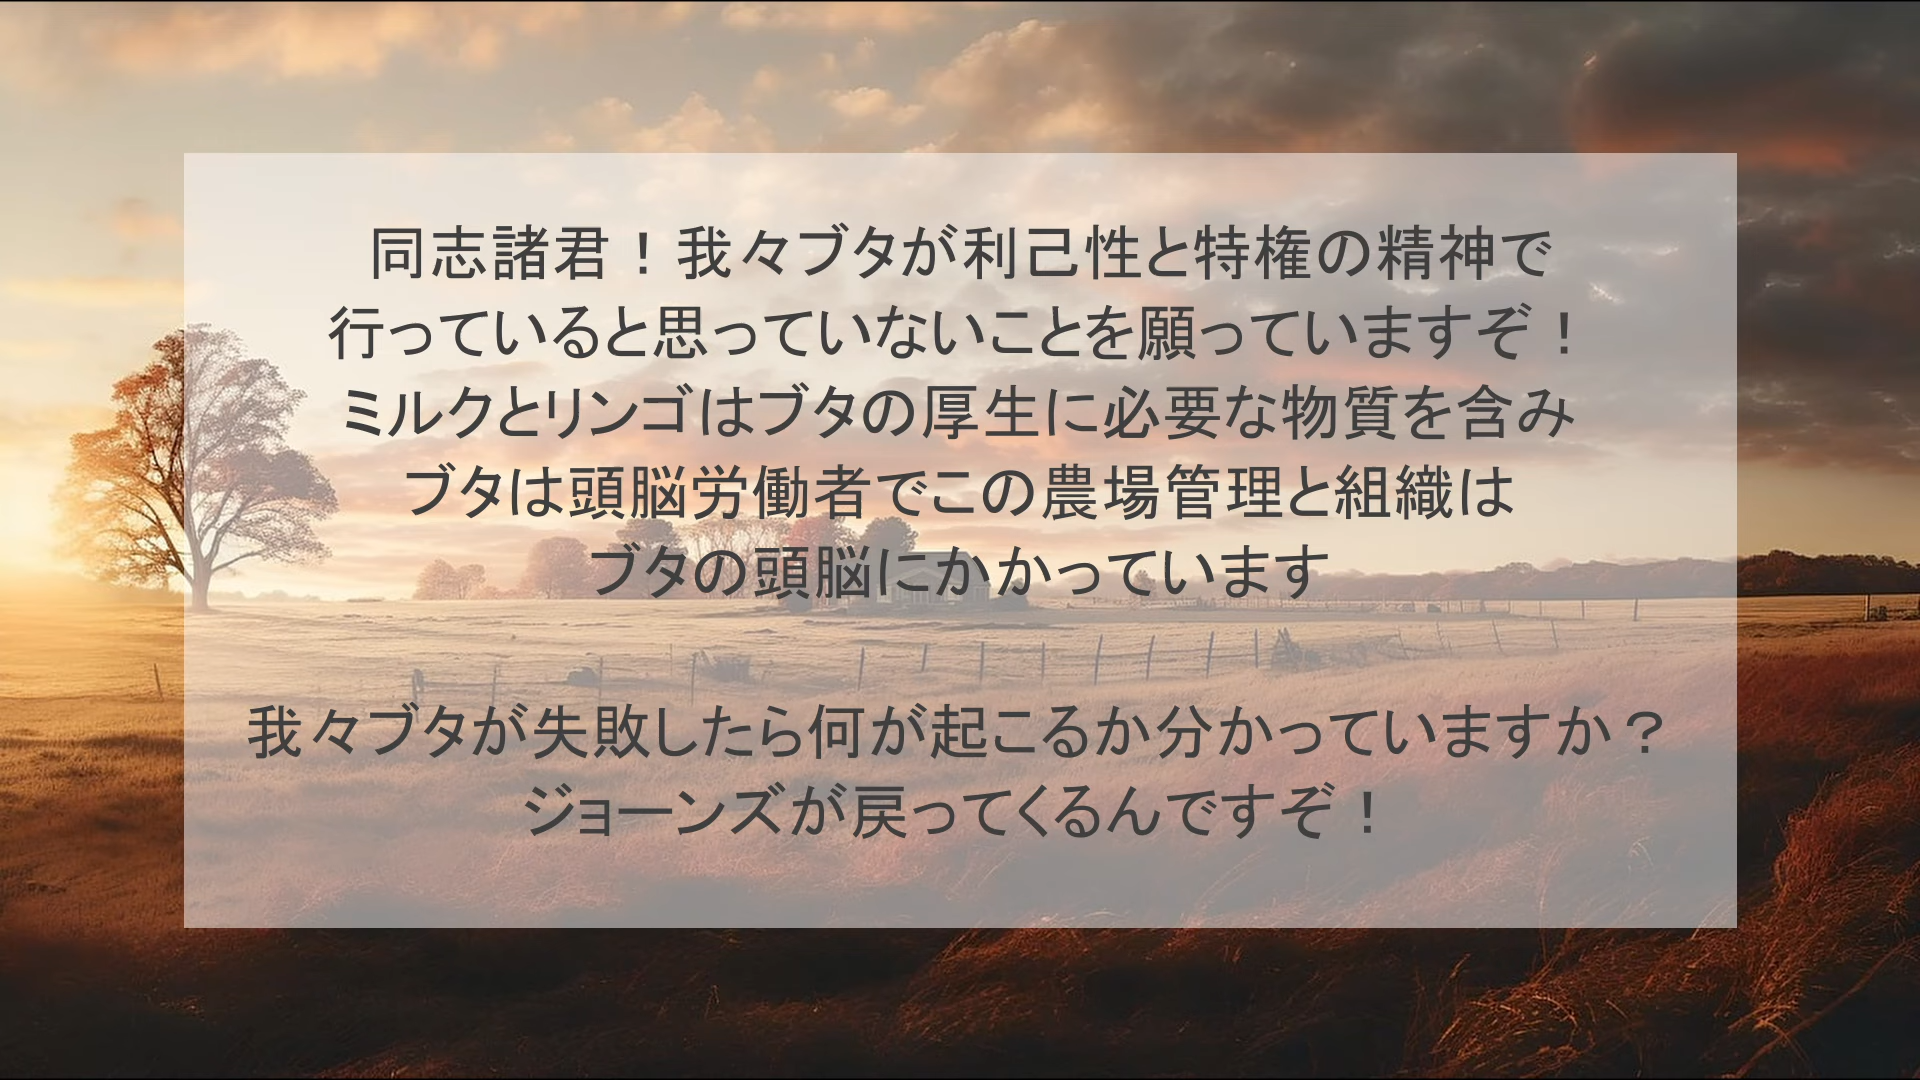 同志諸君！我々ブタが利己性と特権の精神で
行っていると思っていないことを願っていますぞ！
ミルクとリンゴはブタの厚生に必要な物質を含み
ブタは頭脳労働者でこの農場管理と組織は
ブタの頭脳にかかっています
我々ブタが失敗したら何が起こるか分かっていますか？
ジョーンズが戻ってくるんですぞ！